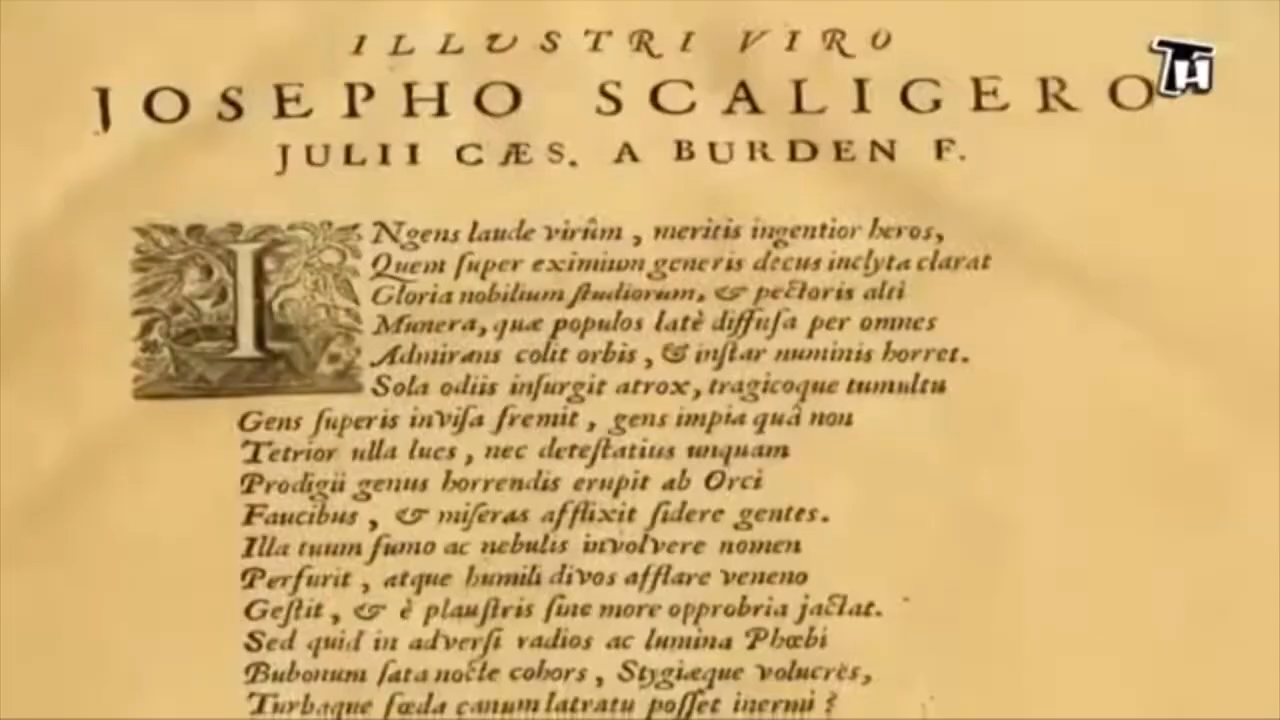 ILLUSTRI VIRO
JOSEPHO SCALIGERO
JULII CÆS. A BURDEN F.
INgens laude virûm, meritis ingentior heros,
Quem ſuper eximium generis decus inclyta clarat
Gloria nobilium ſtudiorum, & pectoris alti
Munera, quæ populos latè diffuſa per omnes
Admirans colit orbis, & inſtar numinis horret.
Sola odiis inſurgit atrox, tragicoque tumultu
Gens ſuperis inviſa fremit, gens impia quâ non
Tetrior ulla lues, nec deteſtatius unquam
Prodigii genus horrendis erupit ab Orci
Faucibus, & miſeras afflixit ſidere gentes.
Illa tuum fumo ac nebulis involvere nomen
Perfurit, atque humili divos afflare veneno
Geſtit, & è plauſtris ſine more opprobria jactat.
Sed quid in adverſi radios ac lumina Phœbi
Bubonum ſata nocte cohors, Stygiæque volucres,
Turbaque fœda canum latratu poſſet inermi?